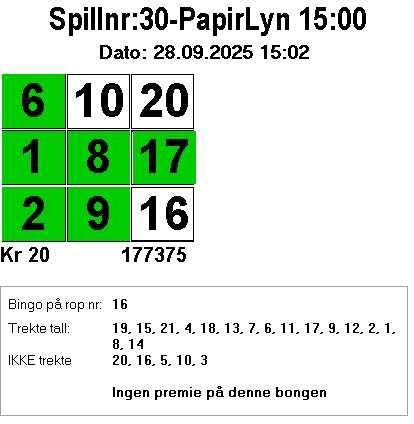 Spillnr:30-PapirLyn 15:00
Dato: 28.09.2025 15:02
6 10 20
1 8 17
2 9 16
Kr 20 177375
Bingo på rop nr: 16
Trekte tall: 19, 15, 21, 4, 18, 13, 7, 6, 11, 17, 9, 12, 2, 1,
8, 14
IKKE trekte 20, 16, 5, 10, 3
Ingen premie på denne bongen